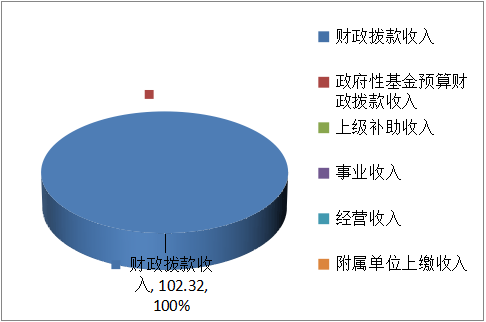 财政拨款收入
政府性基金预算财
政拨款收入
上级补助收入
事业收入
经营收入
附属单位上缴收入
财政拨款收
入, 102.32,
100%